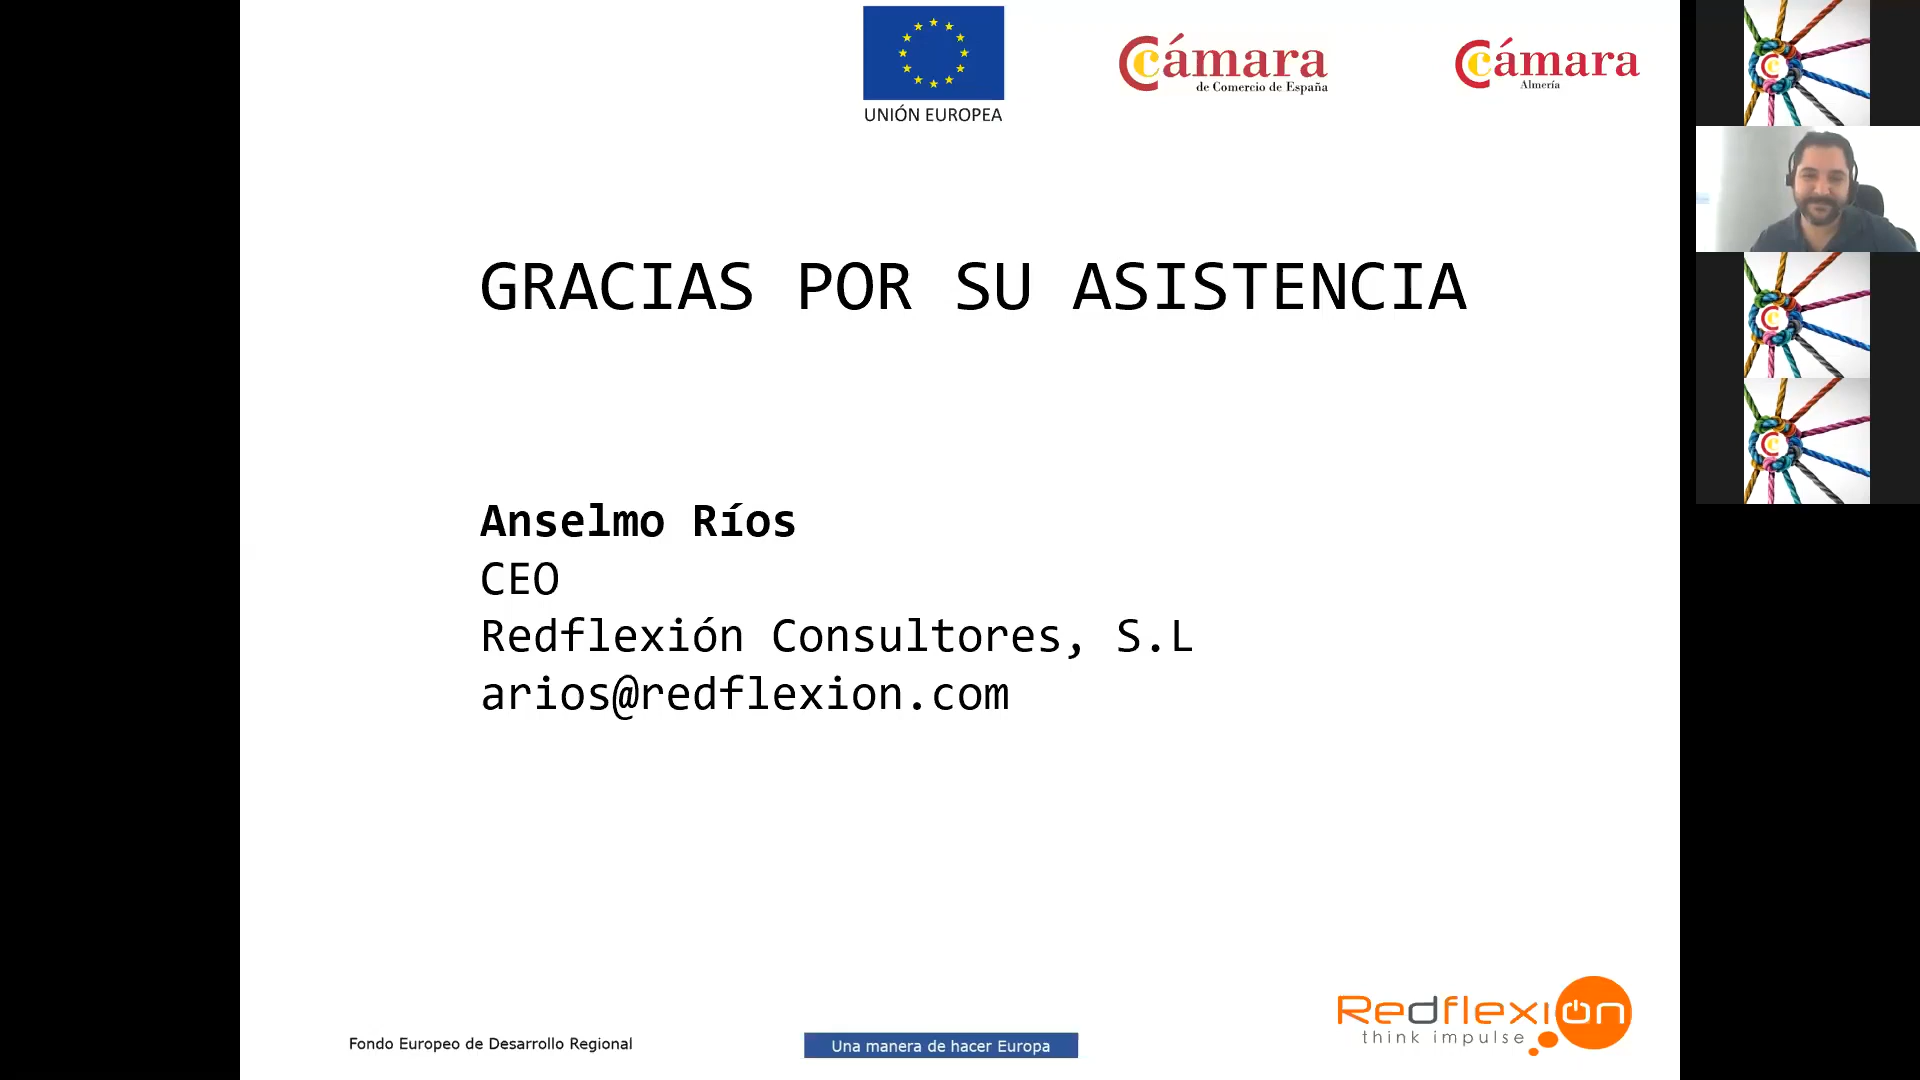 UNIÓN EUROPEA
Cámara
de Comercio de España
Cámara
Almería
GRACIAS POR SU ASISTENCIA
Anselmo Ríos
CEO
Redflexión Consultores, S.L
arios@redflexion.com
Fondo Europeo de Desarrollo Regional
Una manera de hacer Europa
Redflexion
think impulse